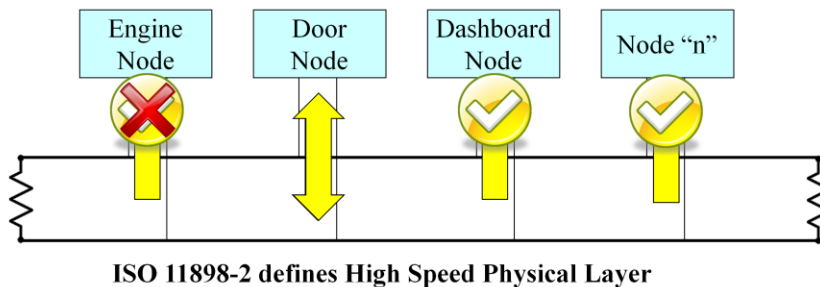 Engine
Node
Door
Node
Dashboard
Node
Node “n”
ISO 11898-2 defines High Speed Physical Layer